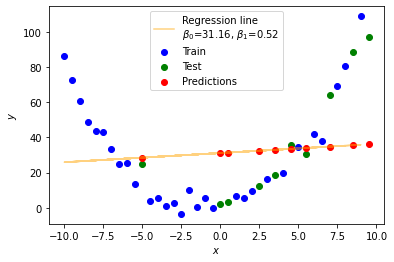 Regression line
β0=31.16, β1=0.52
Train
Test
Predictions
100
80
60
40
20
0
y
−10.0 −7.5 −5.0 −2.5 0.0 2.5 5.0 7.5 10.0
x